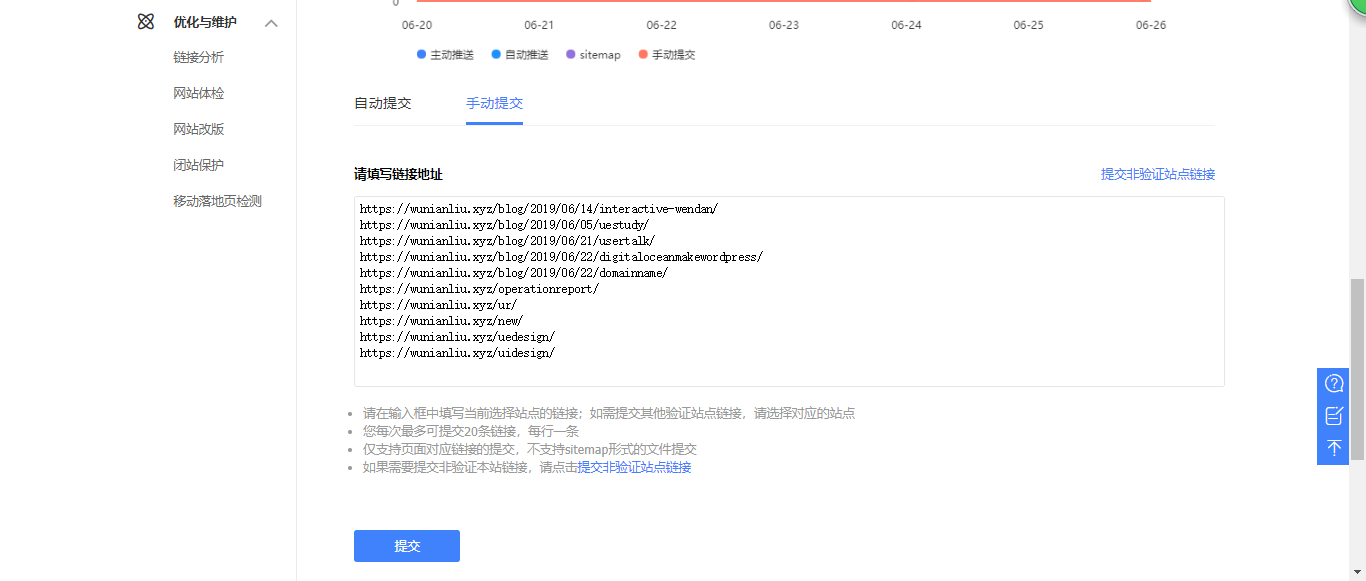 优化与维护
链接分析
网站体检
网站改版
闭站保护
移动落地页检测
0
06-20 06-21 06-22 06-23 06-24 06-25 06-26
主动推送 自动推送 sitemap 手动提交
自动提交 手动提交
请填写链接地址 提交非验证站点链接
https://wunianliu.xyz/blog/2019/06/14/interactive-wendan/
https://wunianliu.xyz/blog/2019/06/05/uestudy/
https://wunianliu.xyz/blog/2019/06/21/usertalk/
https://wunianliu.xyz/blog/2019/06/22/digitaloceanmakewordpress/
https://wunianliu.xyz/blog/2019/06/22/domainname/
https://wunianliu.xyz/operationreport/
https://wunianliu.xyz/ur/
https://wunianliu.xyz/new/
https://wunianliu.xyz/uedesign/
https://wunianliu.xyz/uidesign/
请在输入框中填写当前选择站点的链接；如需提交其他验证站点链接，请选择对应的站点
您每次最多可提交20条链接，每行一条
仅支持页面对应链接的提交，不支持sitemap形式的文件提交
如果需要提交非验证本站链接，请点击提交非验证站点链接
提交